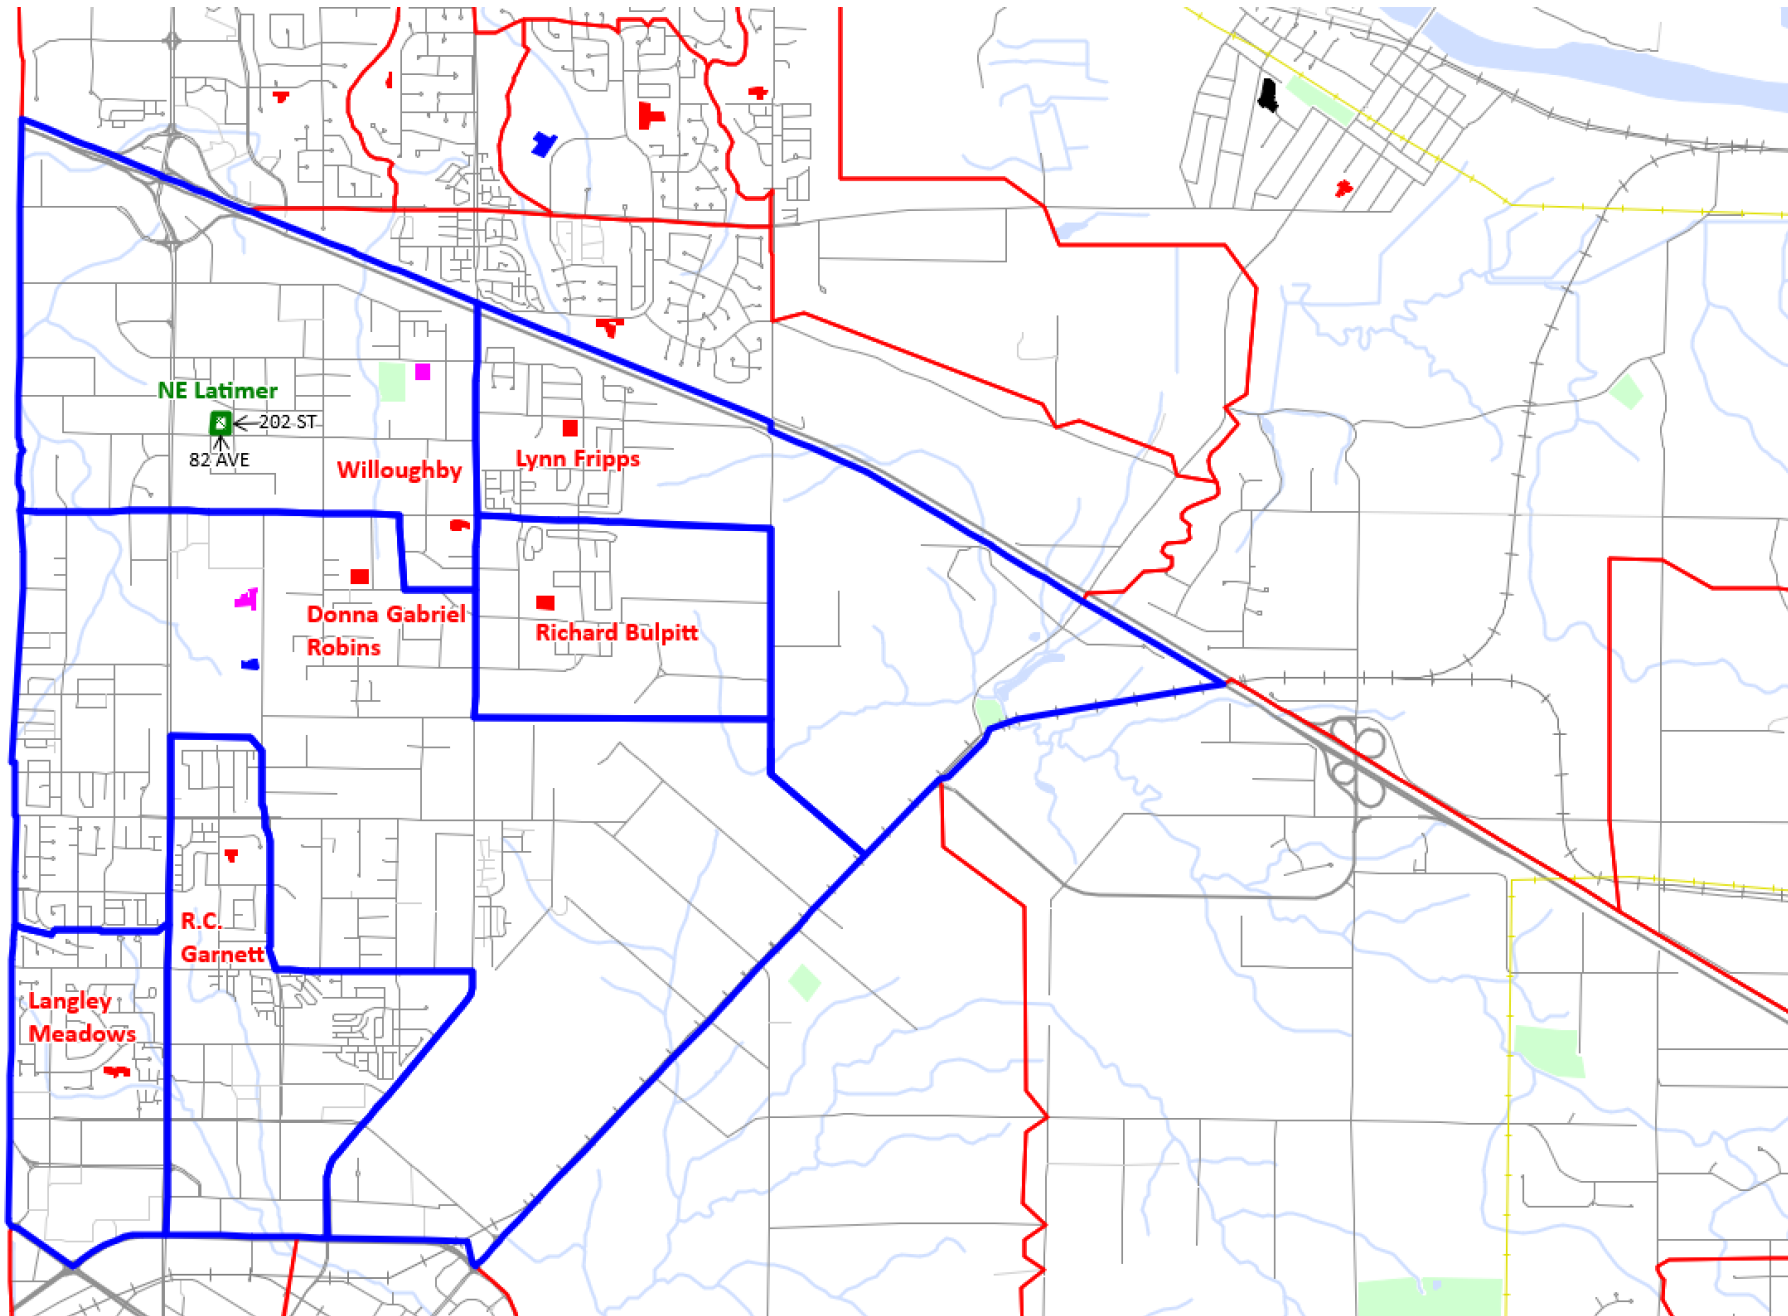 NE Latimer
202 ST
82 AVE
Willoughby
Lynn Fripps
Donna Gabriel
Robins
Richard Bulpitt
R.C.
Garnett
Langley
Meadows